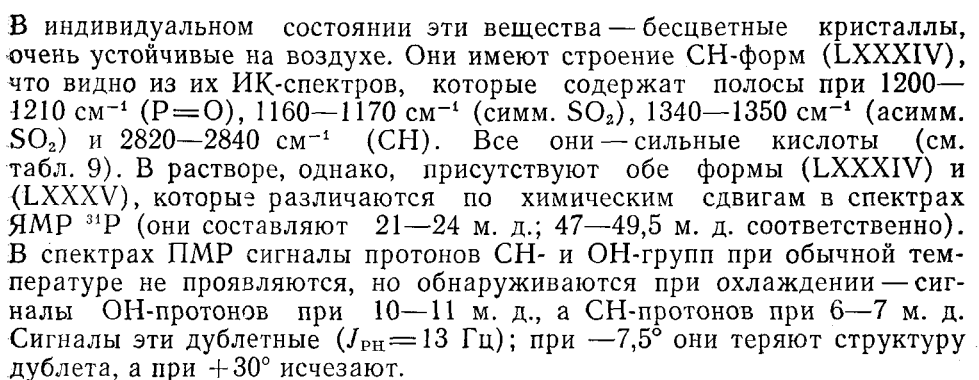 В индивидуальном состоянии эти вещества — бесцветные кристаллы,
очень устойчивые на воздухе. Они имеют строение СН-форм (LXXXIV),
что видно из их ИК-спектров, которые содержат полосы при 1200—
1210 см⁻¹ (P=O), 1160—1170 см⁻¹ (симм. SO₂), 1340—1350 см⁻¹ (асимм.
SO₂) и 2820—2840 см⁻¹ (СН). Все они — сильные кислоты (см.
табл. 9). В растворе, однако, присутствуют обе формы (LXXXIV) и
(LXXXV), которые различаются по химическим сдвигам в спектрах
ЯМР ³¹P (они составляют 21—24 м. д.; 47—49,5 м. д. соответственно).
В спектрах ПМР сигналы протонов СН- и ОН-групп при обычной тем-
пературе не проявляются, но обнаруживаются при охлаждении — сиг-
налы ОН-протонов при 10—11 м. д., а СН-протонов при 6—7 м. д.
Сигналы эти дублетные (J_PH = 13 Гц); при —7,5° они теряют структуру
дублета, а при +30° исчезают.